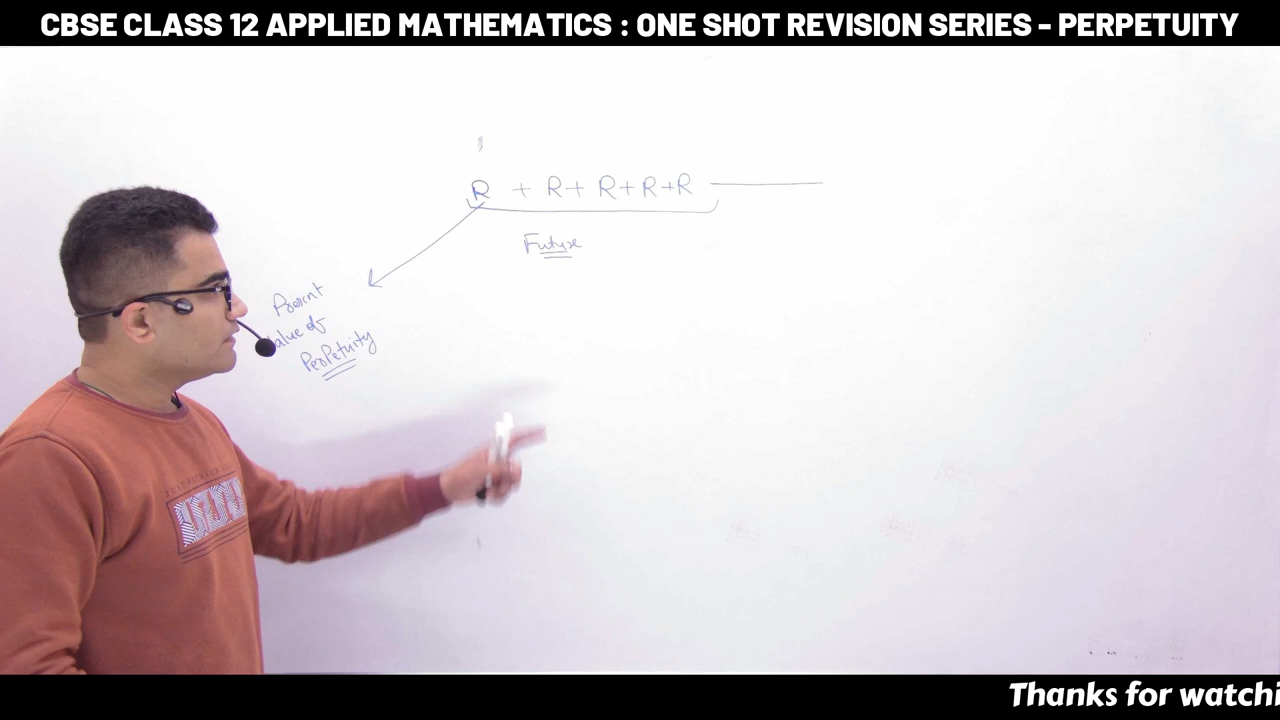 CBSE CLASS 12 APPLIED MATHEMATICS : ONE SHOT REVISION SERIES - PERPETUITY
R + R + R + R + R
Future
Present
Value of
Perpetuity
Thanks for watchi